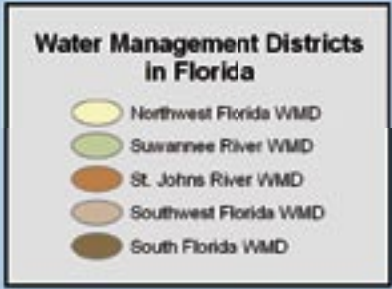 Water Management Districts
in Florida
Northwest Florida WMD
Suwannee River WMD
St. Johns River WMD
Southwest Florida WMD
South Florida WMD